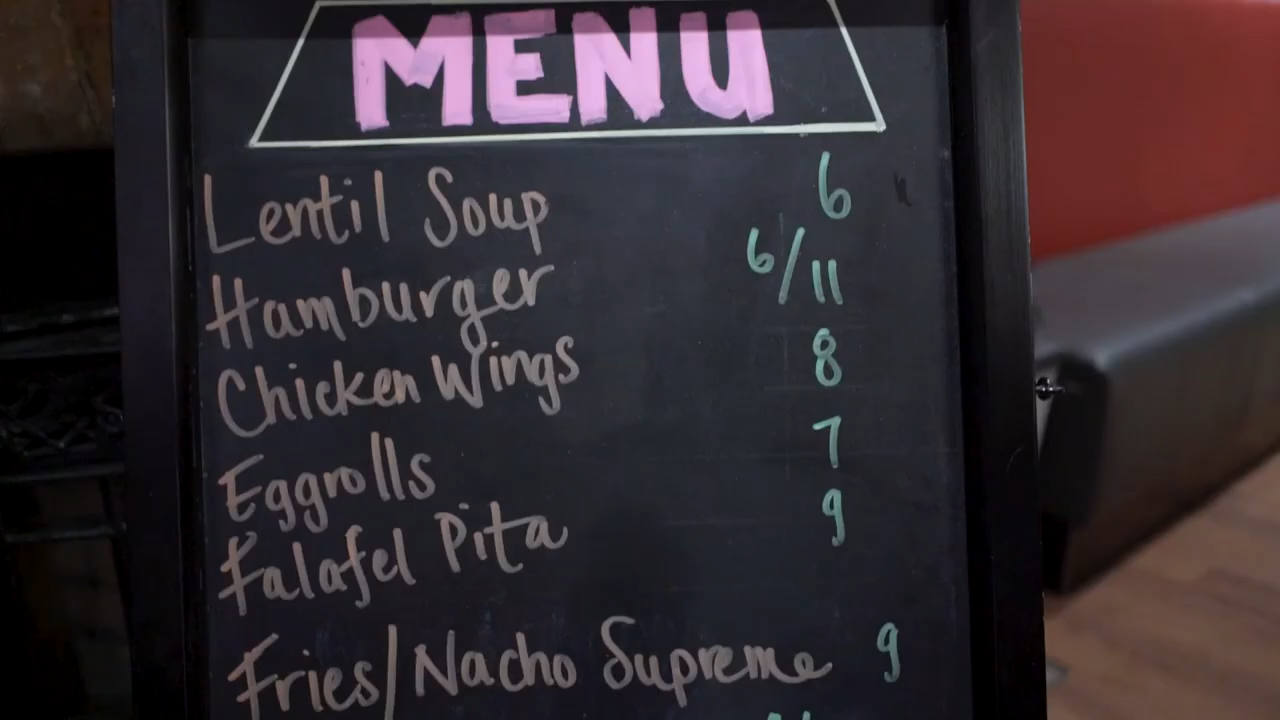 MENU
Lentil Soup 6
Hamburger 6/11
Chicken Wings 8
Eggrolls 7
Falafel Pita 9
Fries/Nacho Supreme 9